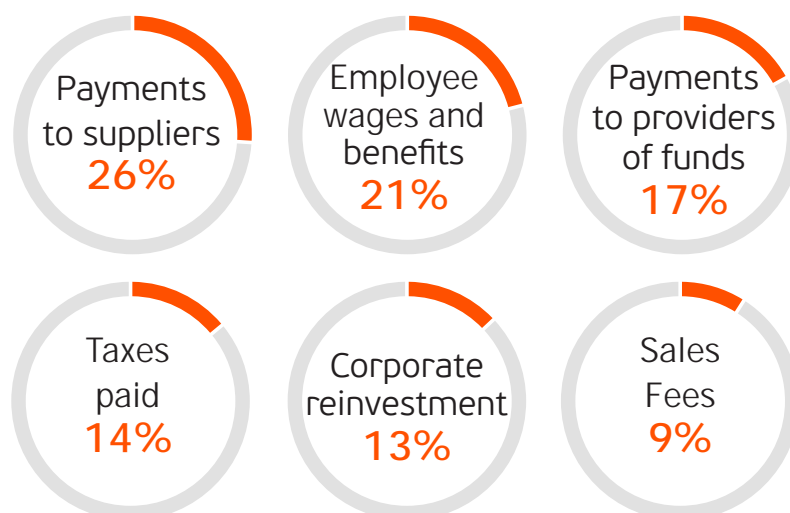 Payments
to suppliers
26%
Employee
wages and
benefits
21%
Payments
to providers
of funds
17%
Taxes
paid
14%
Corporate
reinvestment
13%
Sales
Fees
9%